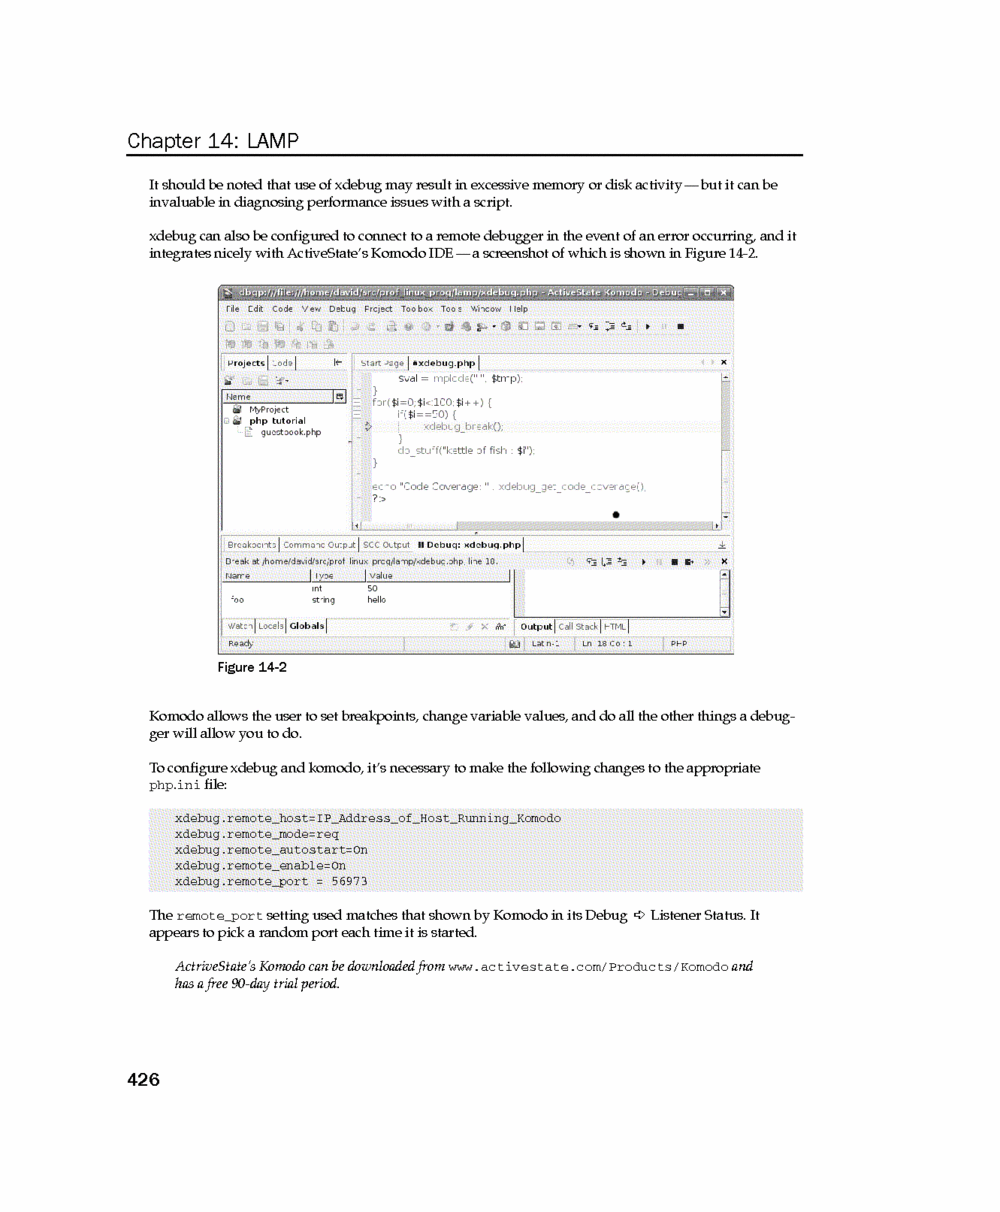 Chapter 14: LAMP
It should be noted that use of xdebug may result in excessive memory or disk activity — but it can be
invaluable in diagnosing performance issues with a script.
xdebug can also be configured to connect to a remote debugger in the event of an error occurring, and it
integrates nicely with ActiveState's Komodo IDE — a screenshot of which is shown in Figure 14-2.
dbgp:///file:///home/david/src/prof_linux_prog/lamp/xdebug.php - ActiveState Komodo - Debug
File Edit Code View Debug Project Toolbox Tools Window Help
Projects Code Start Page *xdebug.php
Name
MyProject
php tutorial
guestbook.php
$val = mplode(" ", $tmp);
}
for($i=0;$i<100;$i++) {
if($i==50) {
xdebug_break();
}
do_stuff("kettle of fish : $i");
}
echo "Code Coverage: " . xdebug_get_code_coverage();
?>
Breakpoints Command Output SCC Output Debug: xdebug.php
Break at /home/david/src/prof_linux_prog/lamp/xdebug.php, line 18.
Name Type Value
int 50
foo string hello
Watch Locals Globals Output Call Stack HTML
Ready Latin-1 Ln: 18 Col: 1 PHP
Figure 14-2
Komodo allows the user to set breakpoints, change variable values, and do all the other things a debug-
ger will allow you to do.
To configure xdebug and komodo, it's necessary to make the following changes to the appropriate
php.ini file:
xdebug.remote_host=IP_Address_of_Host_Running_Komodo
xdebug.remote_mode=req
xdebug.remote_autostart=On
xdebug.remote_enable=On
xdebug.remote_port = 56973
The remote_port setting used matches that shown by Komodo in its Debug ➪ Listener Status. It
appears to pick a random port each time it is started.
ActriveState's Komodo can be downloaded from www.activestate.com/Products/Komodo and
has a free 90-day trial period.
426